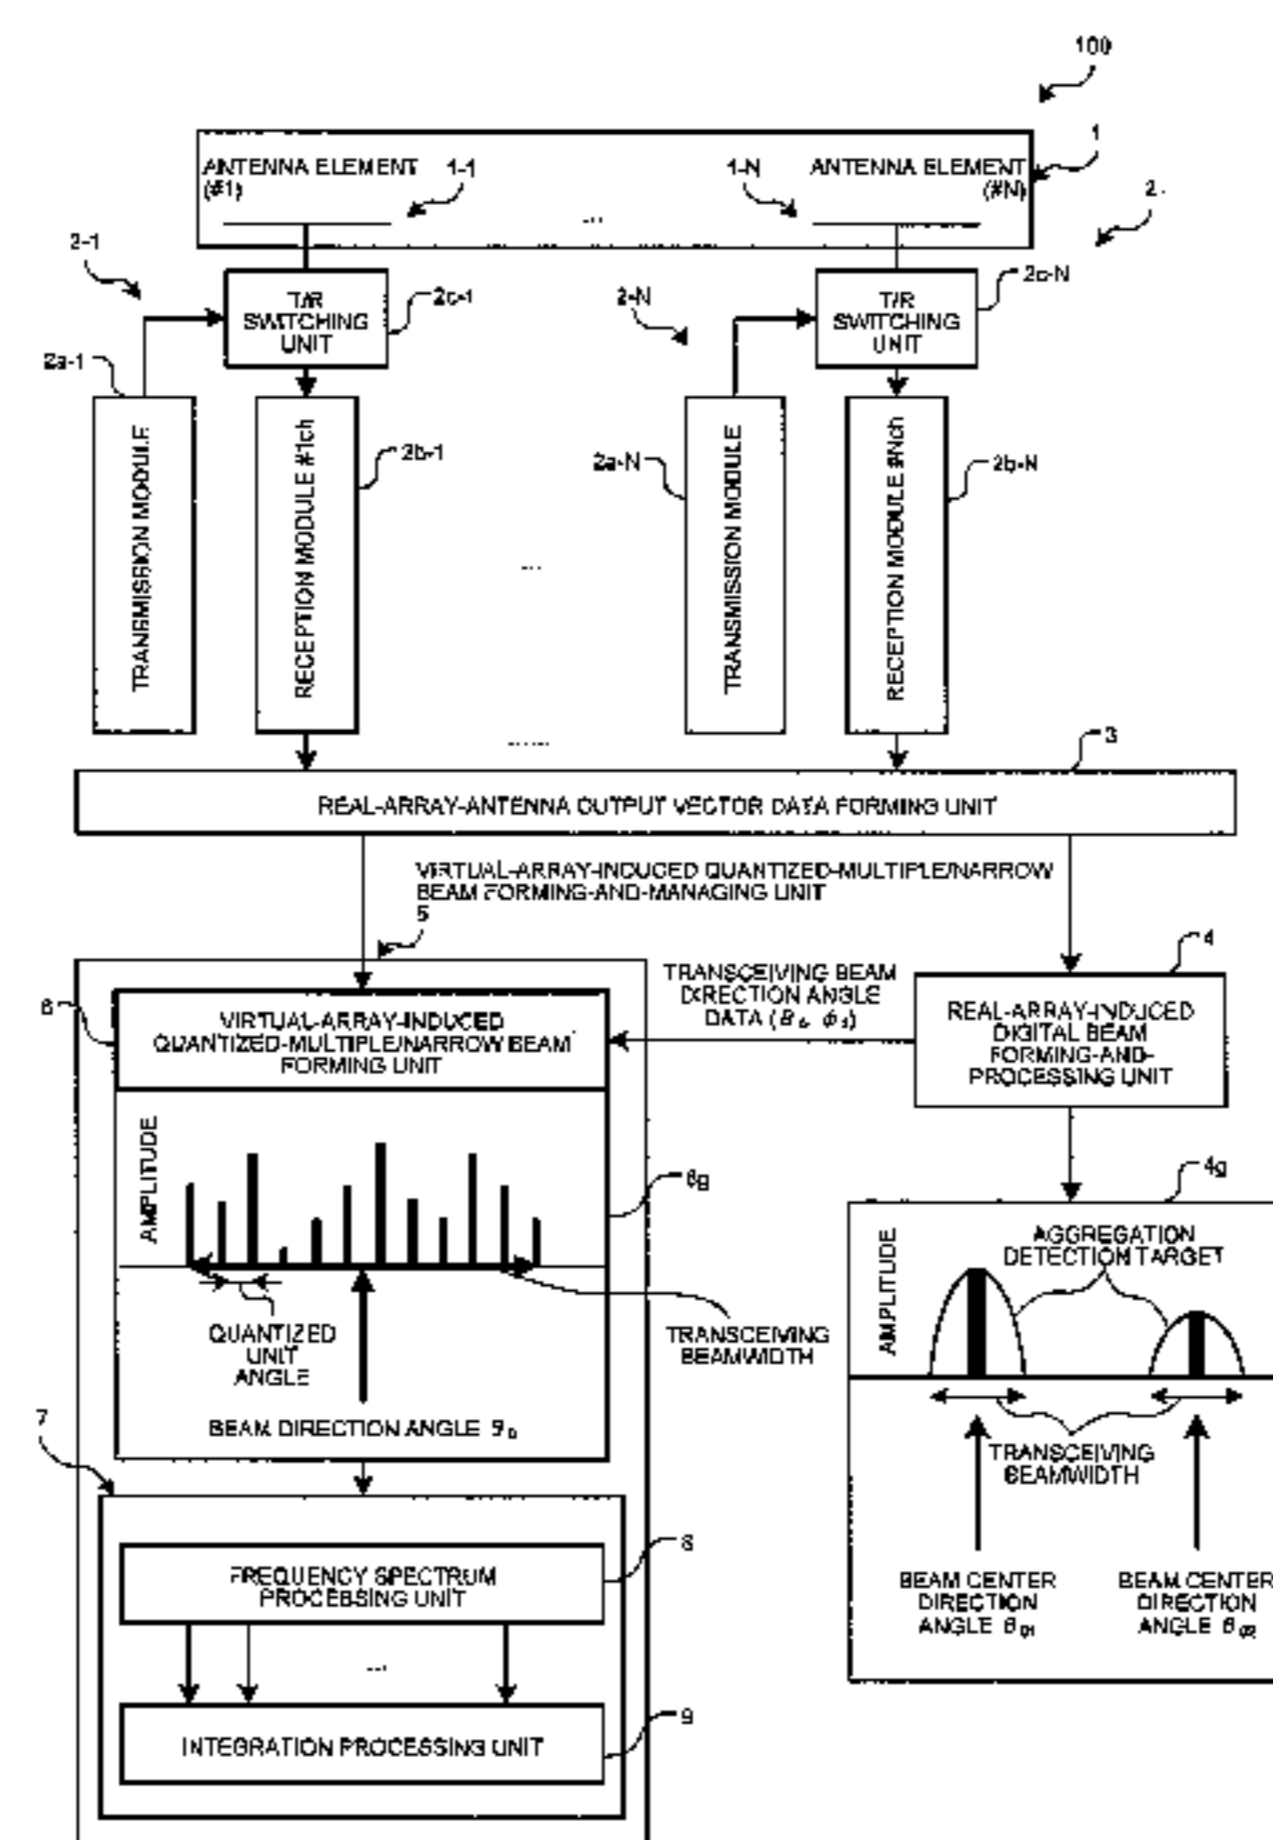 100
1
ANTENNA ELEMENT
(#1)
1-1
...
1-N
ANTENNA ELEMENT
(#N)
2
2-1
T/R
SWITCHING
UNIT
2c-1
2-N
T/R
SWITCHING
UNIT
2c-N
2a-1
TRANSMISSION MODULE
RECEPTION MODULE #1ch
2b-1
...
2a-N
TRANSMISSION MODULE
RECEPTION MODULE #Nch
2b-N
......
3
REAL-ARRAY-ANTENNA OUTPUT VECTOR DATA FORMING UNIT
VIRTUAL-ARRAY-INDUCED QUANTIZED-MULTIPLE/NARROW
BEAM FORMING-AND-MANAGING UNIT
5
4
6
VIRTUAL-ARRAY-INDUCED
QUANTIZED-MULTIPLE/NARROW BEAM
FORMING UNIT
TRANSCEIVING BEAM
DIRECTION ANGLE
DATA
REAL-ARRAY-INDUCED
DIGITAL BEAM
FORMING-AND-
PROCESSING UNIT
AMPLITUDE
6g
QUANTIZED
UNIT
ANGLE
TRANSCEIVING
BEAMWIDTH
BEAM DIRECTION ANGLE θ0
4g
AMPLITUDE
AGGREGATION
DETECTION TARGET
TRANSCEIVING
BEAMWIDTH
BEAM CENTER
DIRECTION
ANGLE θ01
BEAM CENTER
DIRECTION
ANGLE θ02
7
FREQUENCY SPECTRUM
PROCESSING UNIT
8
...
INTEGRATION PROCESSING UNIT
9